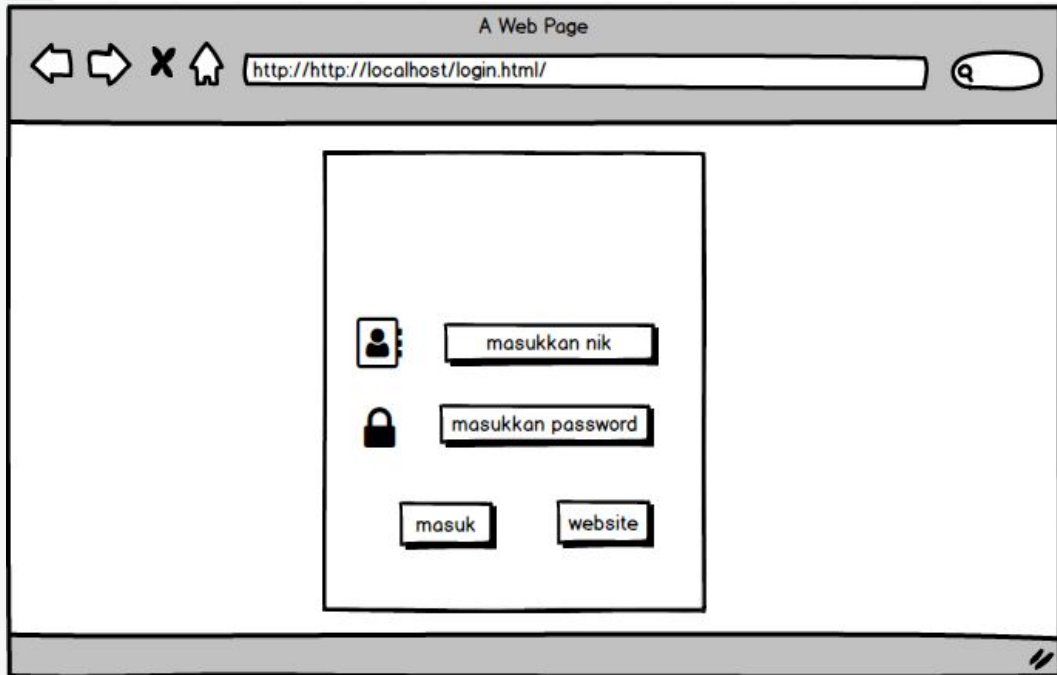 A Web Page
http://http://localhost/login.html/
masukkan nik
masukkan password
masuk website